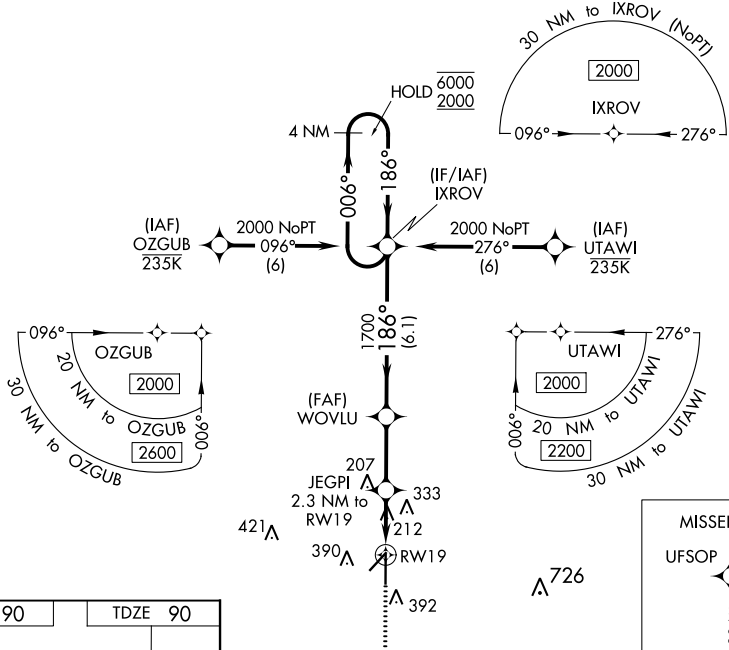 30 NM to IXROV (NoPT)
2000
IXROV
096°
276°
HOLD 6000
2000
4 NM
006°
186°
(IF/IAF)
IXROV
(IAF)
OZGUB
235K
2000 NoPT
096°
(6)
2000 NoPT
276°
(6)
(IAF)
UTAWI
235K
1700
186°
(6.1)
096°
OZGUB
2000
20 NM to OZGUB
2600
30 NM to OZGUB
006°
276°
UTAWI
2000
20 NM to UTAWI
2200
30 NM to UTAWI
006°
(FAF)
WOVLU
207
JEGPI
2.3 NM to
RW19
333
212
421
390
RW19
392
726
MISSE
UFSOP
90
TDZE 90